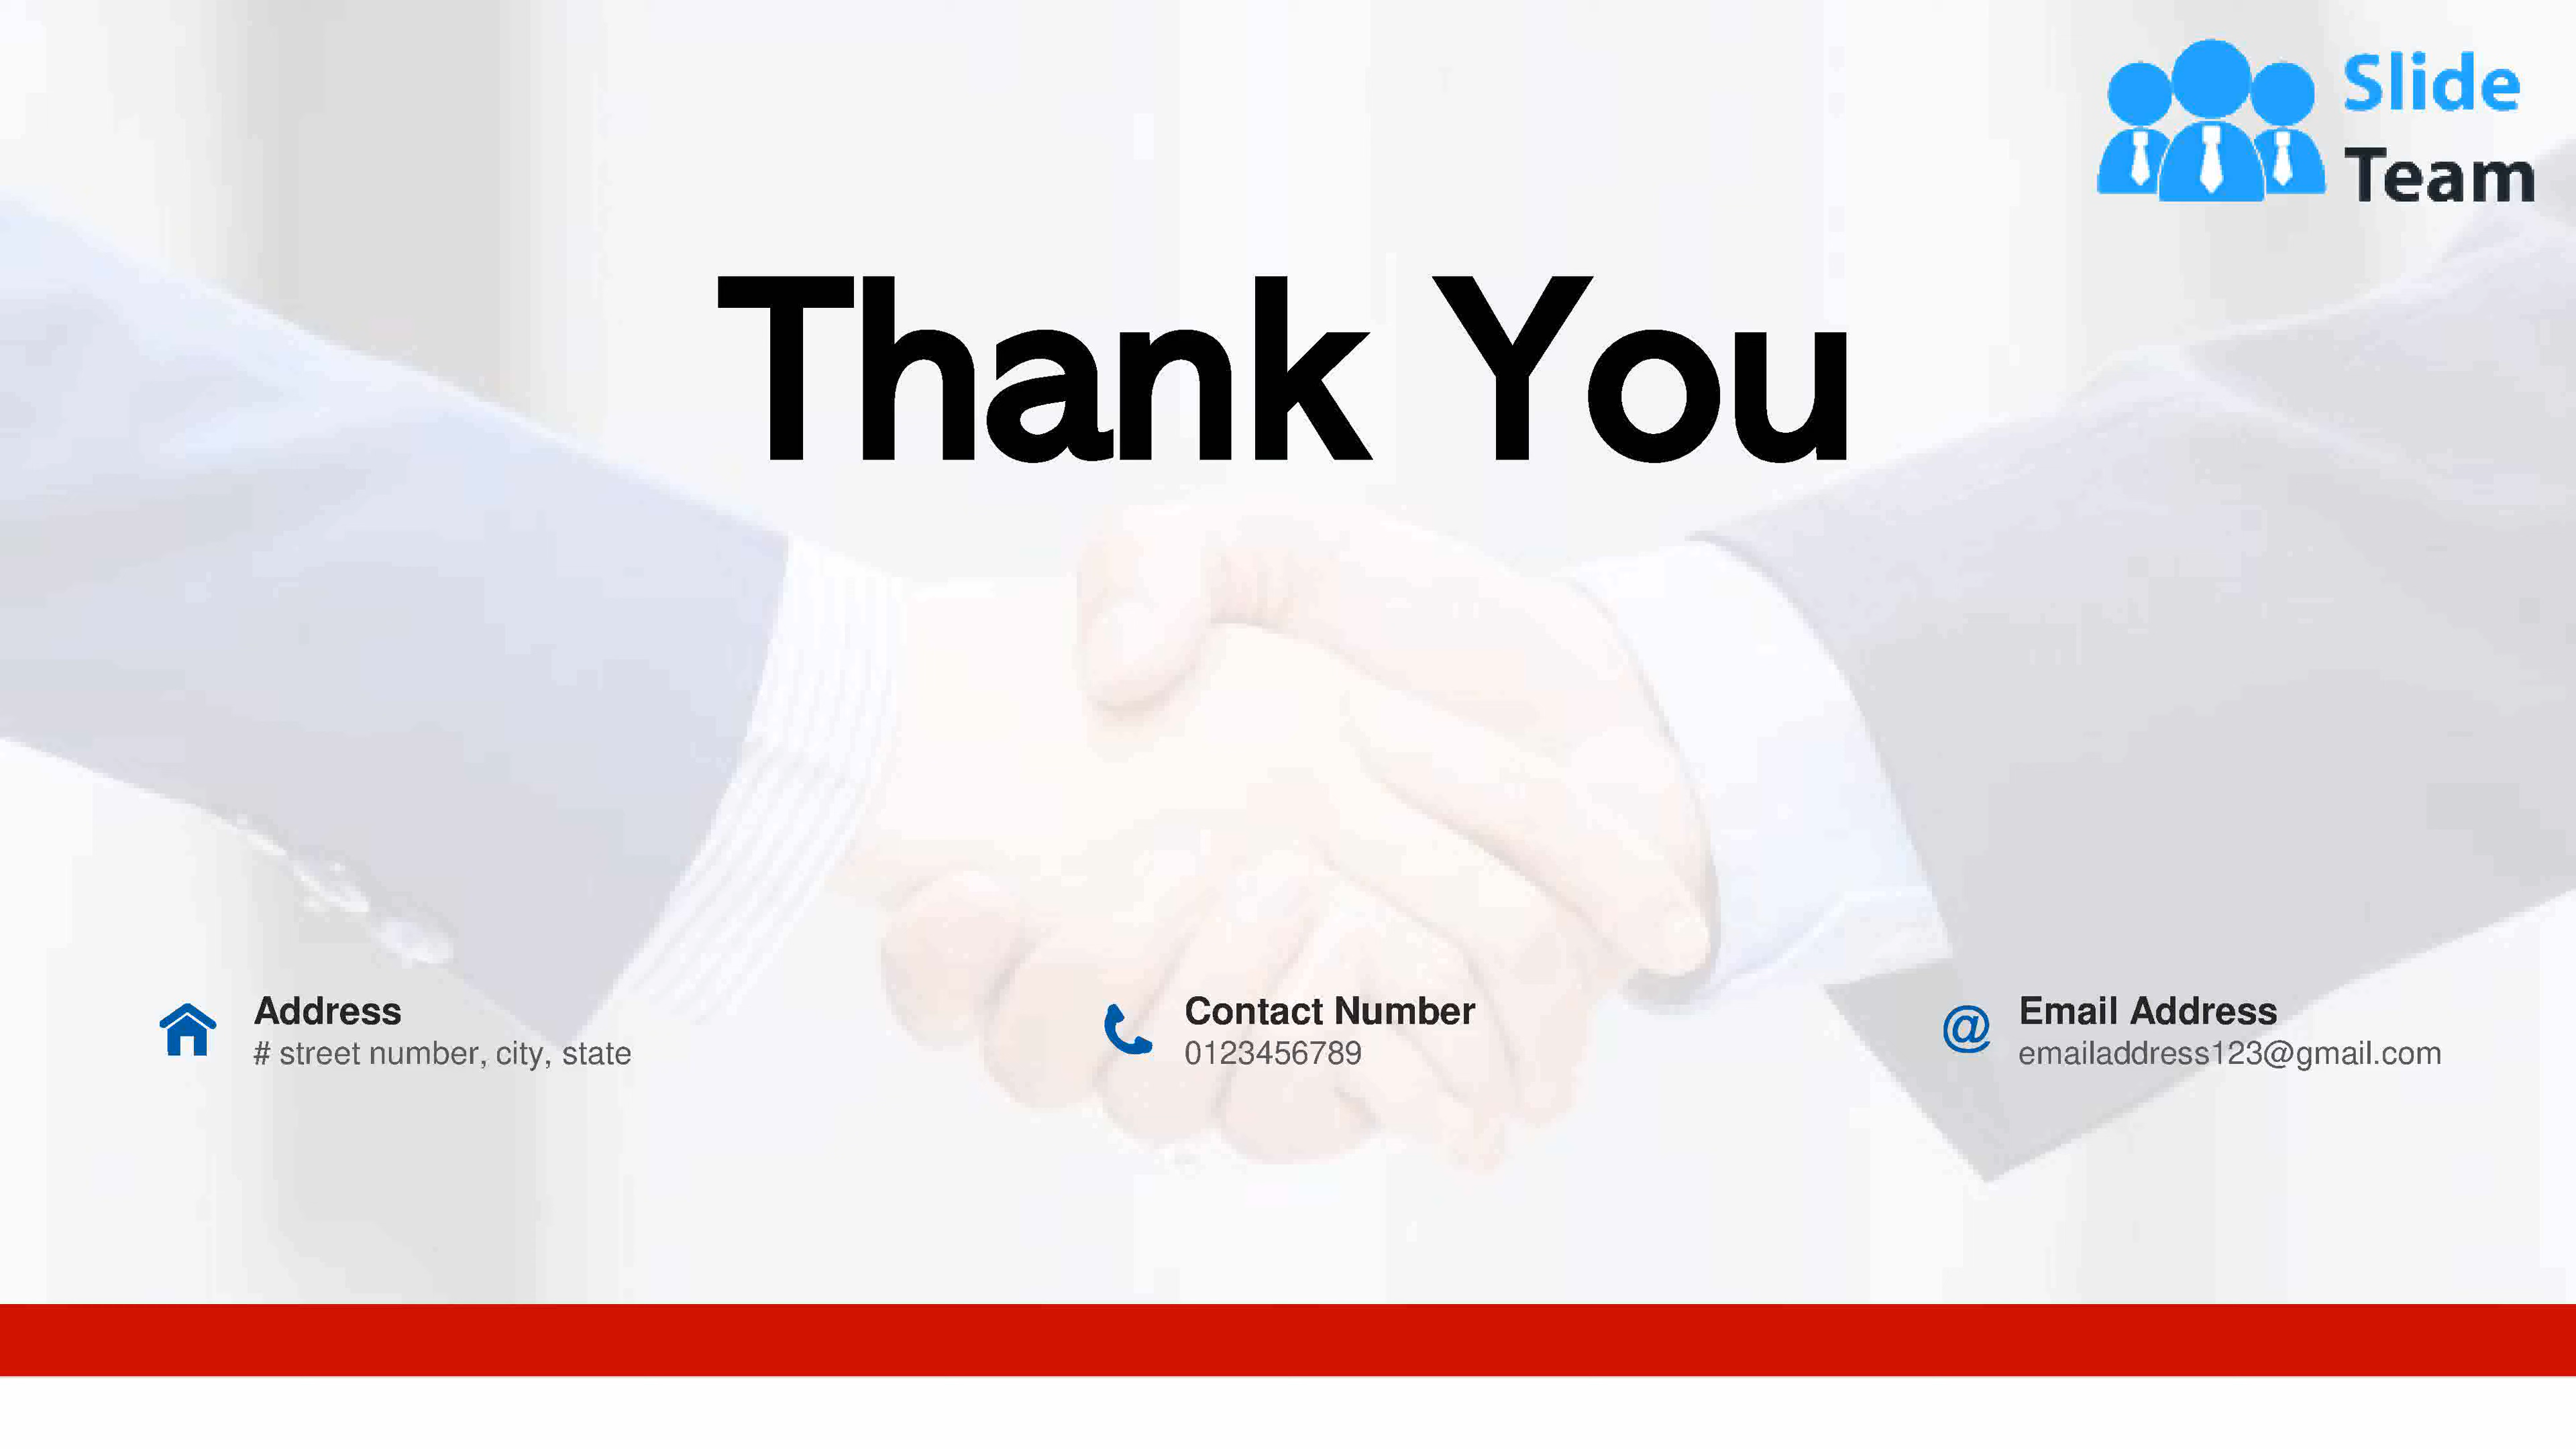 Slide
Team
Thank You
Address
# street number, city, state
Contact Number
0123456789
@
Email Address
emailaddress123@gmail.com